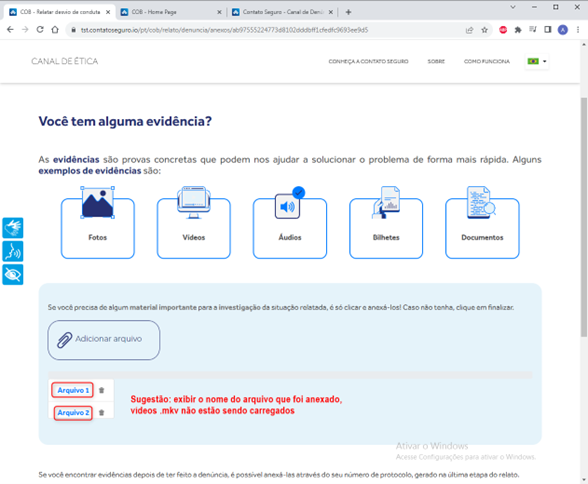 COB - Relatar desvio de conduta
COB - Home Page
Contato Seguro - Canal de Denú
tst.contatoseguro.io/pt/cob/relato/denuncia/anexos/ab97555224773d8102dddbff1cfedfc9693ee9d5
CANAL DE ÉTICA
CONHEÇA A CONTATO SEGURO
SOBRE
COMO FUNCIONA
Você tem alguma evidência?
As evidências são provas concretas que podem nos ajudar a solucionar o problema de forma mais rápida. Alguns
exemplos de evidências são:
Fotos
Vídeos
Áudios
Bilhetes
Documentos
Se você precisa de algum material importante para a investigação da situação relatada, é só clicar e anexá-los! Caso não tenha, clique em finalizar.
Adicionar arquivo
Arquivo 1
Arquivo 2
Sugestão: exibir o nome do arquivo que foi anexado,
videos .mkv não estão sendo carregados
Ativar o Windows
Acesse Configurações para ativar o Windows.
Se você encontrar evidências depois de ter feito a denúncia, é possível anexá-las através do seu número de protocolo, gerado na última etapa do relato.